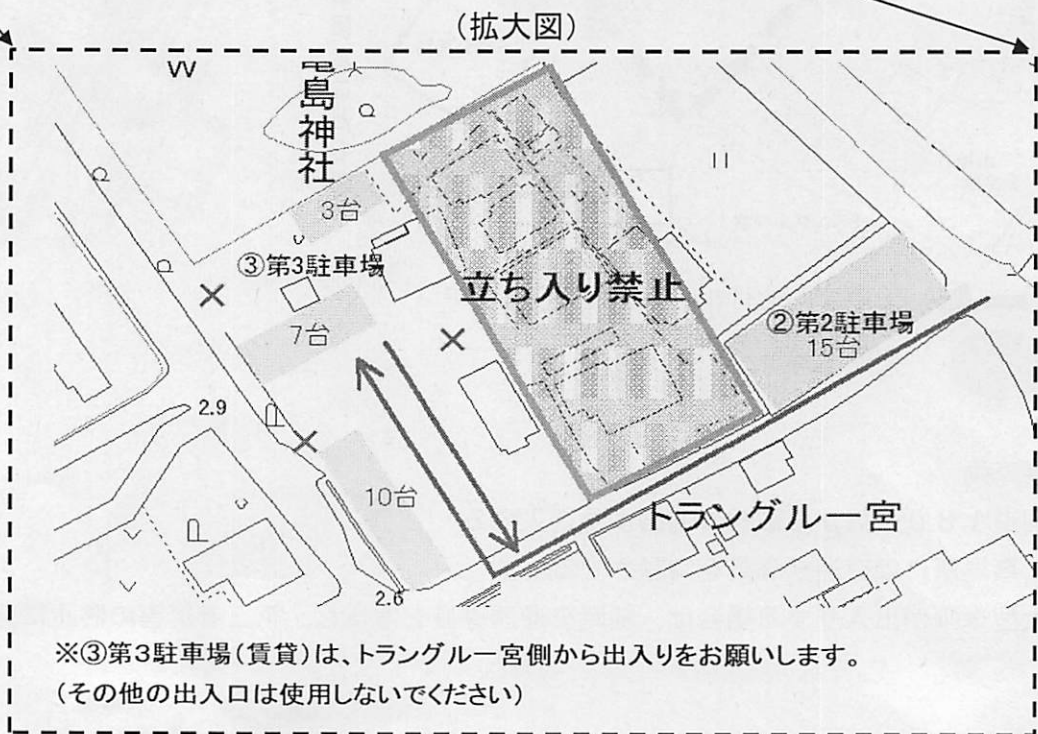 (拡大図)
島神社
3台
③第3駐車場
7台
立ち入り禁止
②第2駐車場
15台
2.9
10台
トラングル一宮
2.6
※③第3駐車場(賃貸)は、トラングル一宮側から出入りをお願いします。
(その他の出入口は使用しないでください)